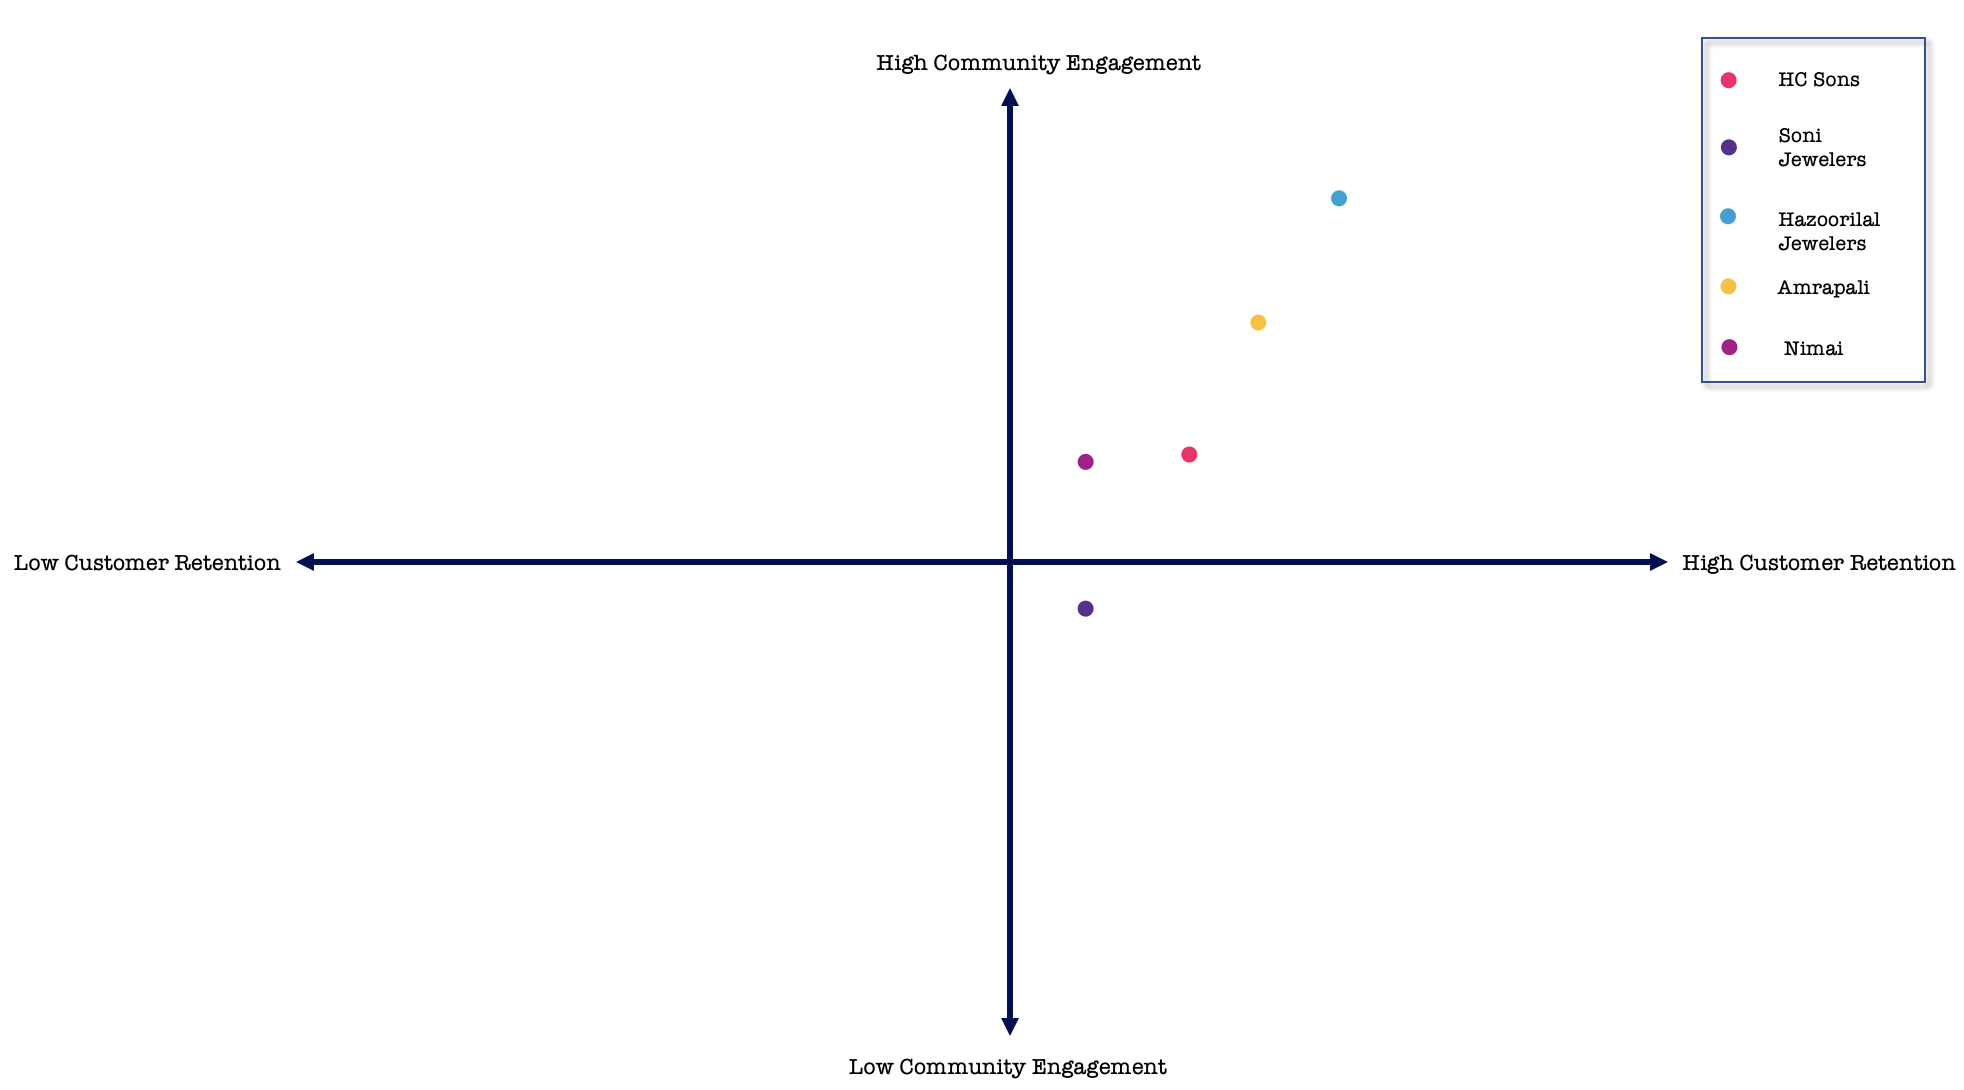 High Community Engagement
HC Sons
Soni
Jewelers
Hazoorilal
Jewelers
Amrapali
Nimai
Low Customer Retention
High Customer Retention
Low Community Engagement